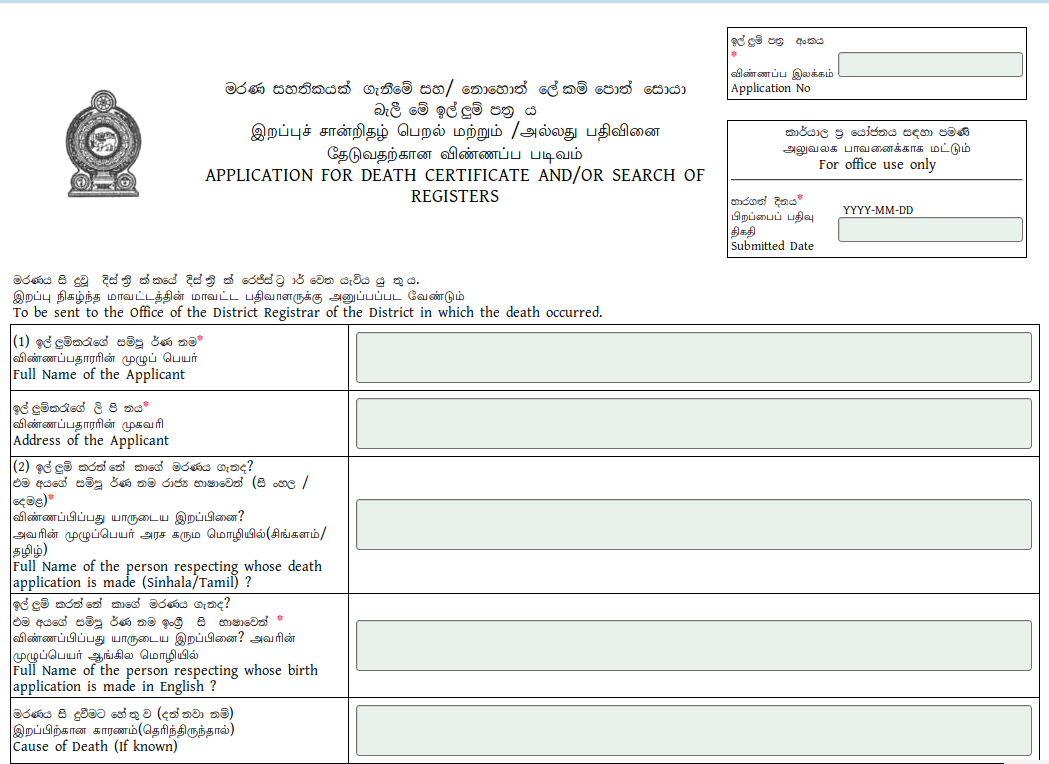 ඉල්ලුම් පත්‍ර අංකය
*
விண்ணப்ப இலக்கம்
Application No
මරණ සහතිකයක් ගැනීමේ සහ/ නොහොත් ලේකම් පොත් සොයා
බැලීමේ ඉල්ලුම් පත්‍රය
இறப்புச் சான்றிதழ் பெறல் மற்றும் /அல்லது பதிவினை
தேடுவதற்கான விண்ணப்ப படிவம்
APPLICATION FOR DEATH CERTIFICATE AND/OR SEARCH OF
REGISTERS
කාර්යාල ප්‍රයෝජනය සඳහා පමණි
அலுவலக பாவனைக்காக மட்டும்
For office use only
භාරගත් දිනය*
பிறப்பைப் பதிவு
திகதி
Submitted Date
YYYY-MM-DD
මරණය සිදුවූ දිස්ත්‍රික්කයේ දිස්ත්‍රික් රෙජිස්ට්‍රාර් වෙත යැවිය යුතුය.
இறப்பு நிகழ்ந்த மாவட்டத்தின் மாவட்ட பதிவாளருக்கு அனுப்பப்பட வேண்டும்
To be sent to the Office of the District Registrar of the District in which the death occurred.
(1) ඉල්ලුම්කරුගේ සම්පූර්ණ නම*
விண்ணப்பதாரரின் முழுப் பெயர்
Full Name of the Applicant
ඉල්ලුම්කරුගේ ලිපිනය*
விண்ணப்பதாரரின் முகவரி
Address of the Applicant
(2) ඉල්ලුම් කරන්නේ කාගේ මරණය ගැනද?
එම අයගේ සම්පූර්ණ නම රාජ්‍ය භාෂාවෙන් (සිංහල /
දෙමළ)*
விண்ணப்பிப்பது யாருடைய இறப்பினை?
அவரின் முழுப்பெயர் அரச கரும மொழியில்(சிங்களம்/
தமிழ்)
Full Name of the person respecting whose death
application is made (Sinhala/Tamil) ?
ඉල්ලුම් කරන්නේ කාගේ මරණය ගැනද?
එම අයගේ සම්පූර්ණ නම ඉංග්‍රීසි භාෂාවෙන් *
விண்ணப்பிப்பது யாருடைய இறப்பினை? அவரின்
முழுப்பெயர் ஆங்கில மொழியில்
Full Name of the person respecting whose birth
application is made in English ?
මරණය සිදුවීමට හේතුව (දන්නවා නම්)
இறப்பிற்கான காரணம்(தெரிந்திருந்தால்)
Cause of Death (If known)